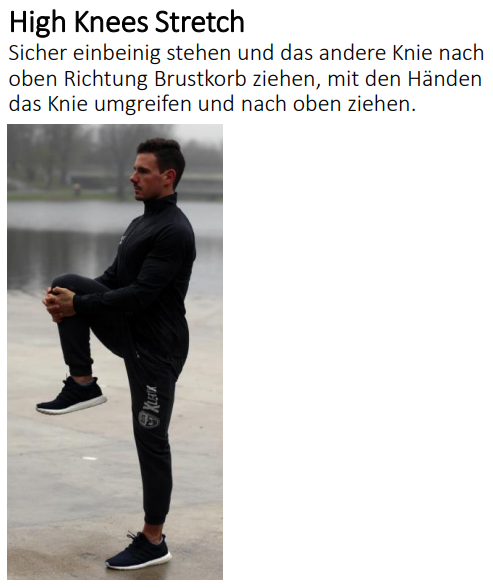 High Knees Stretch
Sicher einbeinig stehen und das andere Knie nach
oben Richtung Brustkorb ziehen, mit den Händen
das Knie umgreifen und nach oben ziehen.